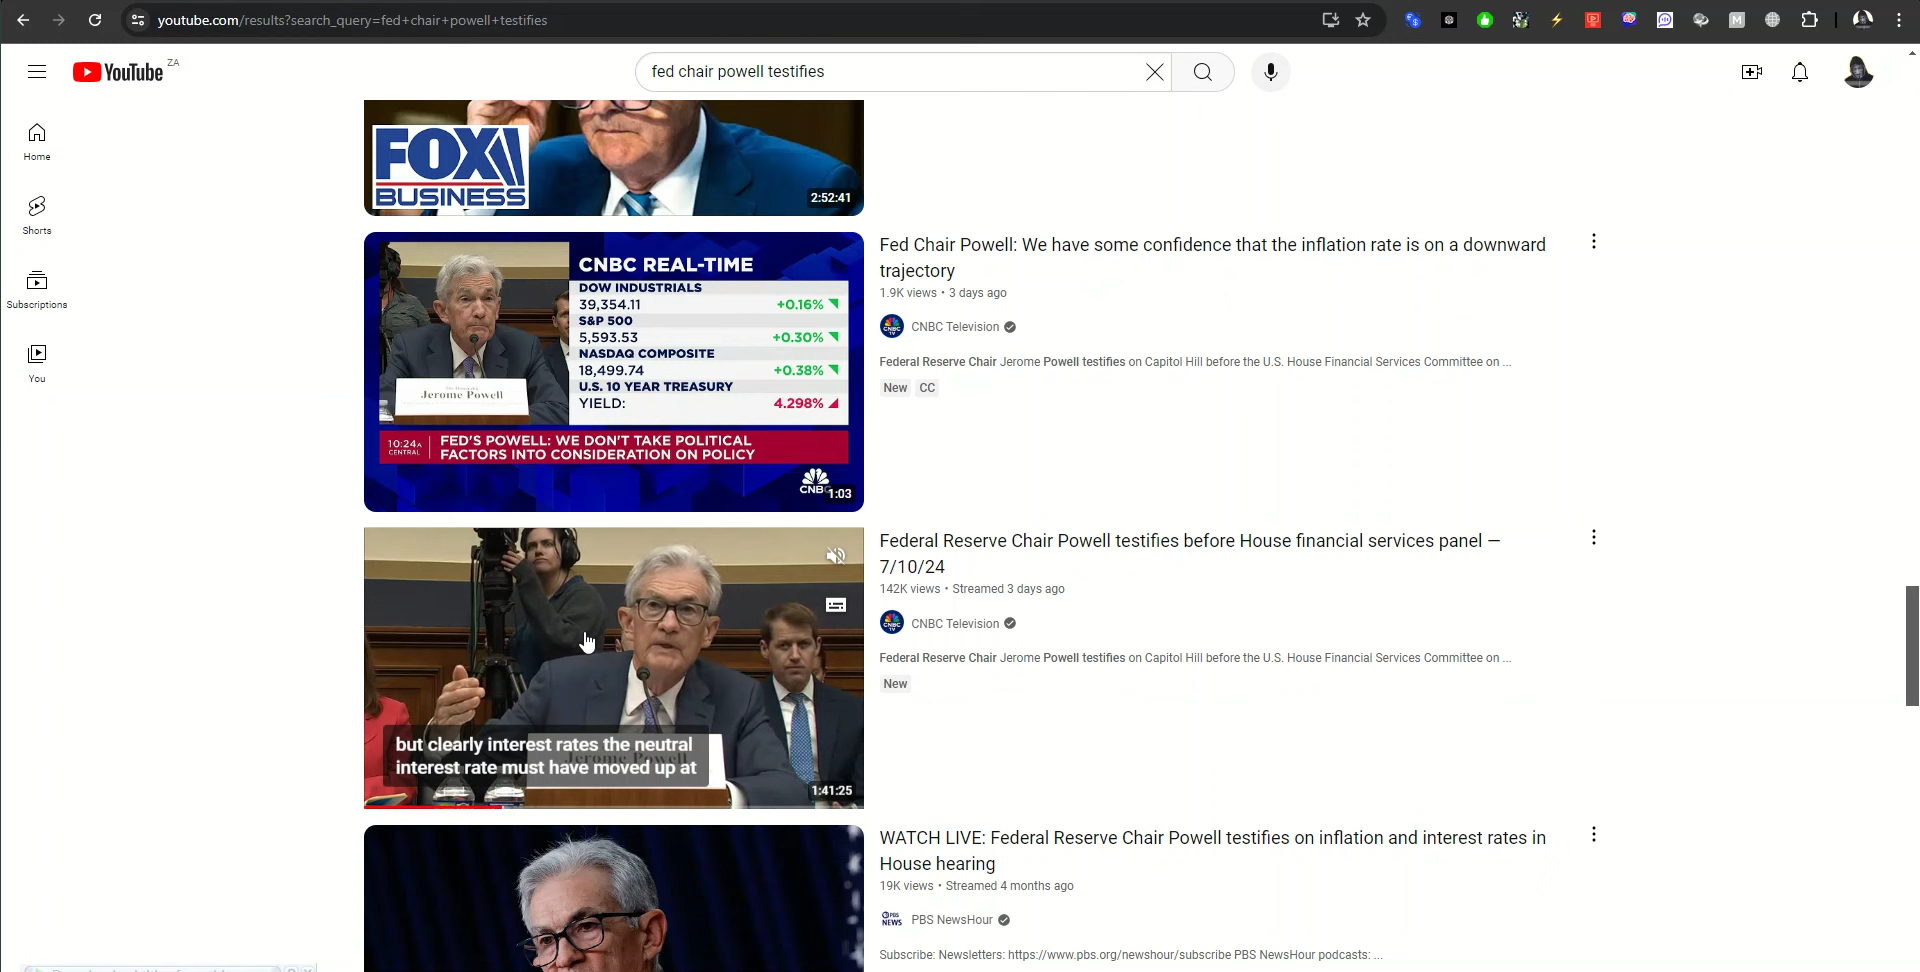 youtube.com/results?search_query=fed+chair+powell+testifies
YouTube ZA
fed chair powell testifies
Home
Shorts
Subscriptions
You
FOX
BUSINESS
2:52:41
CNBC REAL-TIME
DOW INDUSTRIALS
39,354.11 +0.16%
S&P 500
5,593.53 +0.30%
NASDAQ COMPOSITE
18,499.74 +0.38%
U.S. 10 YEAR TREASURY
YIELD: 4.298%
Jerome Powell
10:24A CENTRAL
FED'S POWELL: WE DON'T TAKE POLITICAL
FACTORS INTO CONSIDERATION ON POLICY
CNBC
1:03
Fed Chair Powell: We have some confidence that the inflation rate is on a downward
trajectory
1.9K views • 3 days ago
CNBC Television
Federal Reserve Chair Jerome Powell testifies on Capitol Hill before the U.S. House Financial Services Committee on ...
New CC
but clearly interest rates the neutral
interest rate must have moved up at
Jerome Powell
1:41:25
Federal Reserve Chair Powell testifies before House financial services panel —
7/10/24
142K views • Streamed 3 days ago
CNBC Television
Federal Reserve Chair Jerome Powell testifies on Capitol Hill before the U.S. House Financial Services Committee on ...
New
WATCH LIVE: Federal Reserve Chair Powell testifies on inflation and interest rates in
House hearing
19K views • Streamed 4 months ago
PBS NEWS
PBS NewsHour
Subscribe: Newsletters: https://www.pbs.org/newshour/subscribe PBS NewsHour podcasts: ...